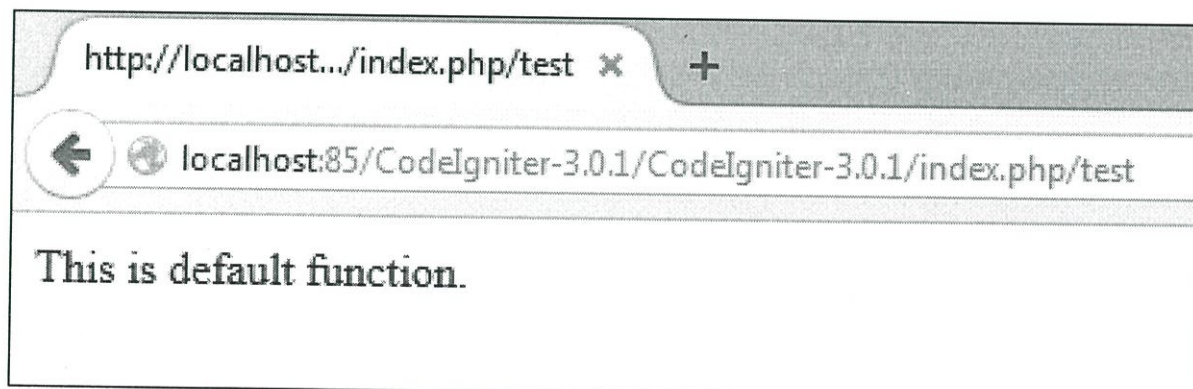 http://localhost.../index.php/test
localhost:85/CodeIgniter-3.0.1/CodeIgniter-3.0.1/index.php/test
This is default function.